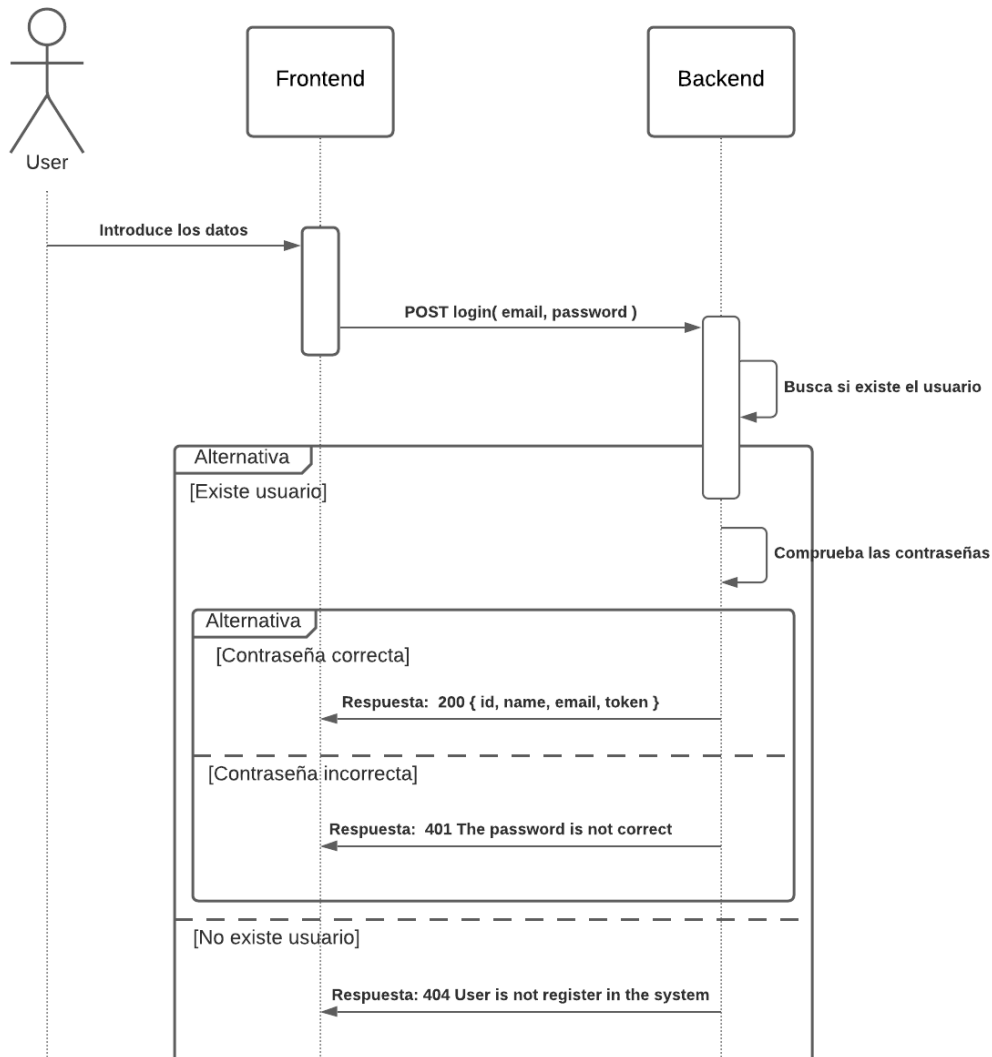 Frontend
Backend
User
Introduce los datos
POST login( email, password )
Busca si existe el usuario
Alternativa
[Existe usuario]
Comprueba las contraseñas
Alternativa
[Contraseña correcta]
Respuesta:  200 { id, name, email, token }
[Contraseña incorrecta]
Respuesta:  401 The password is not correct
[No existe usuario]
Respuesta: 404 User is not register in the system